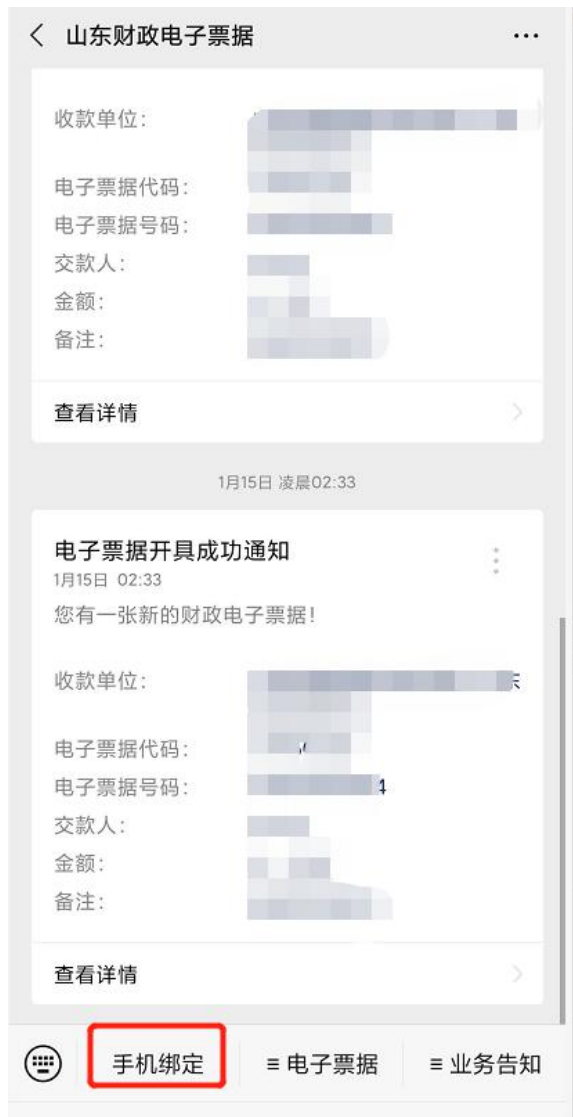 山东财政电子票据
收款单位：
电子票据代码：
电子票据号码：
交款人：
金额：
备注：
查看详情
1月15日 凌晨02:33
电子票据开具成功通知
1月15日 02:33
您有一张新的财政电子票据！
收款单位：
电子票据代码：
电子票据号码： 4
交款人：
金额：
备注：
查看详情
手机绑定 电子票据 业务告知